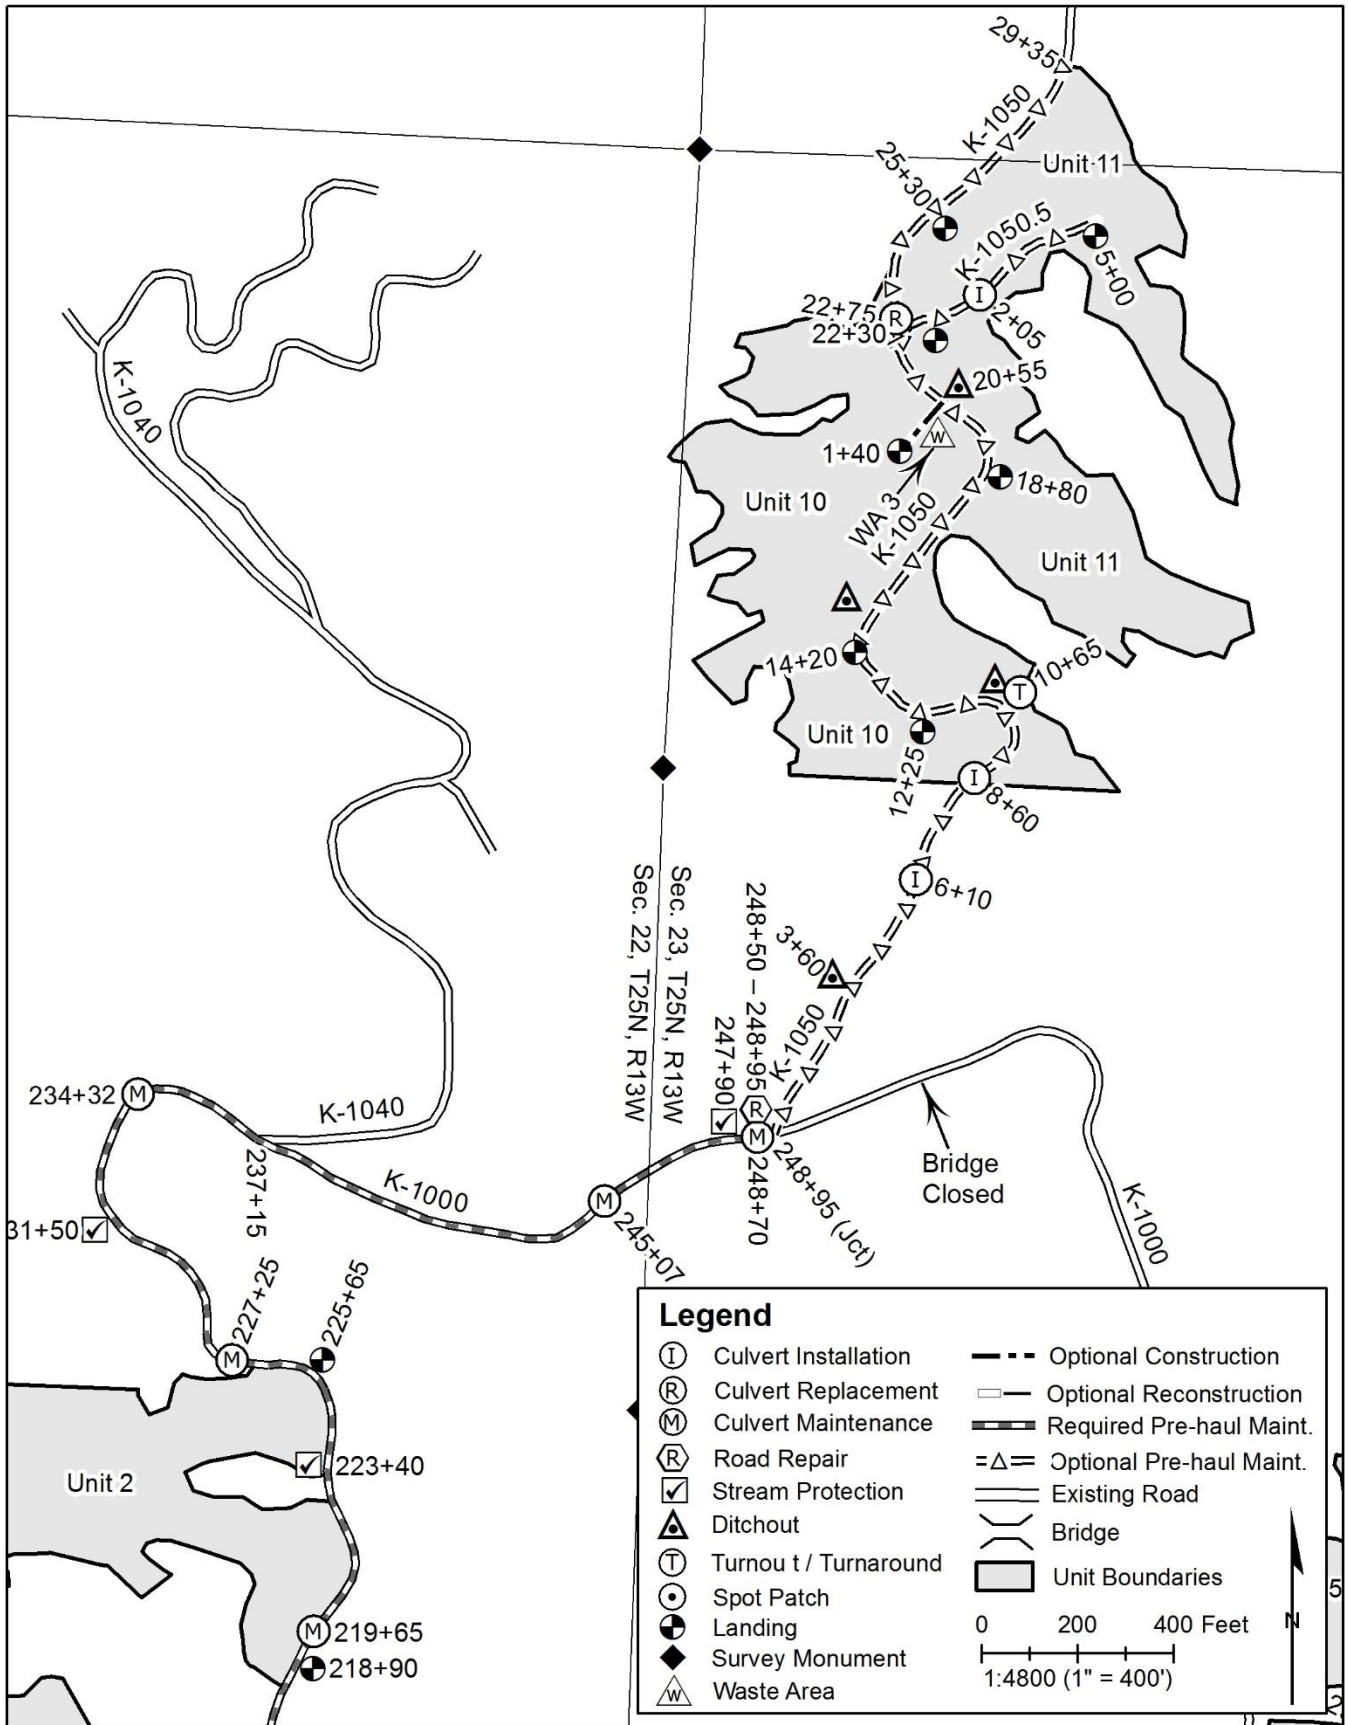 29+35
K-1050
Unit 11
25+30
K-1050.5
5+00
I
22+75
R
2+05
22+30
K-1040
20+55
W
1+40
18+80
Unit 10
WA 3
K-1050
Unit 11
14+20
10+65
T
Unit 10
12+25
I
8+60
I
6+10
Sec. 22, T25N, R13W
Sec. 23, T25N, R13W
248+50 – 248+95
3+60
247+90
K-1050
R
234+32
M
K-1040
M
237+15
K-1000
248+70
248+95 (Jct)
Bridge
Closed
K-1000
31+50
M
245+07
227+25
225+65
M
Unit 2
223+40
M
219+65
218+90
Legend
I Culvert Installation
R Culvert Replacement
M Culvert Maintenance
R Road Repair
Stream Protection
Ditchout
T Turnou t / Turnaround
Spot Patch
Landing
Survey Monument
W Waste Area
Optional Construction
Optional Reconstruction
Required Pre-haul Maint.
Optional Pre-haul Maint.
Existing Road
Bridge
Unit Boundaries
0 200 400 Feet
1:4800 (1" = 400')
N
5
2